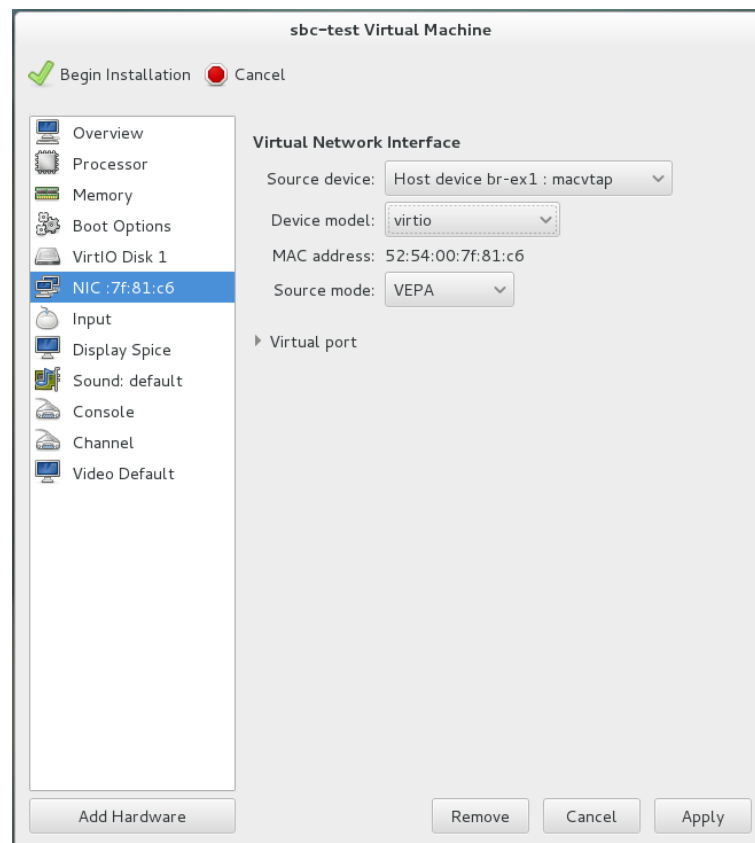 sbc-test Virtual Machine
Begin Installation Cancel
Overview
Processor
Memory
Boot Options
VirtIO Disk 1
NIC :7f:81:c6
Input
Display Spice
Sound: default
Console
Channel
Video Default
Add Hardware
Virtual Network Interface
Source device: Host device br-ex1 : macvtap
Device model: virtio
MAC address: 52:54:00:7f:81:c6
Source mode: VEPA
Virtual port
Remove Cancel Apply